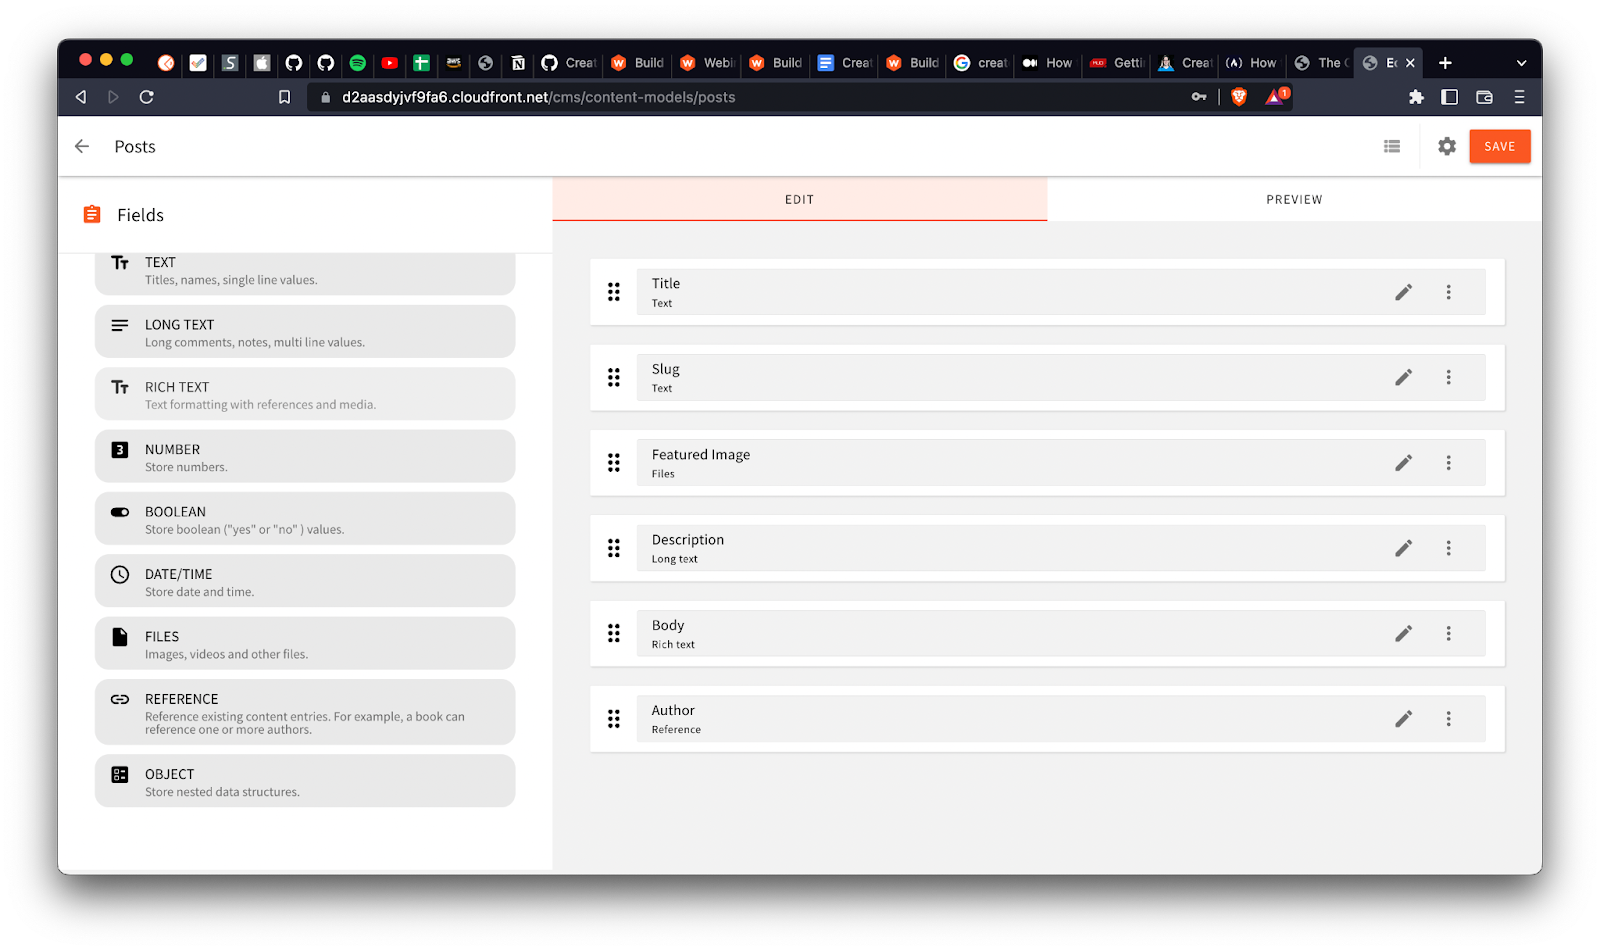 Creat
Build
Webi
Build
Creat
Build
creat
How
Getti
Creat
How
The
Ec
d2aasdyjvf9fa6.cloudfront.net/cms/content-models/posts
1
Posts
SAVE
Fields
EDIT
PREVIEW
TEXT
Titles, names, single line values.
LONG TEXT
Long comments, notes, multi line values.
RICH TEXT
Text formatting with references and media.
3
NUMBER
Store numbers.
BOOLEAN
Store boolean ("yes" or "no" ) values.
DATE/TIME
Store date and time.
FILES
Images, videos and other files.
REFERENCE
Reference existing content entries. For example, a book can
reference one or more authors.
OBJECT
Store nested data structures.
Title
Text
Slug
Text
Featured Image
Files
Description
Long text
Body
Rich text
Author
Reference